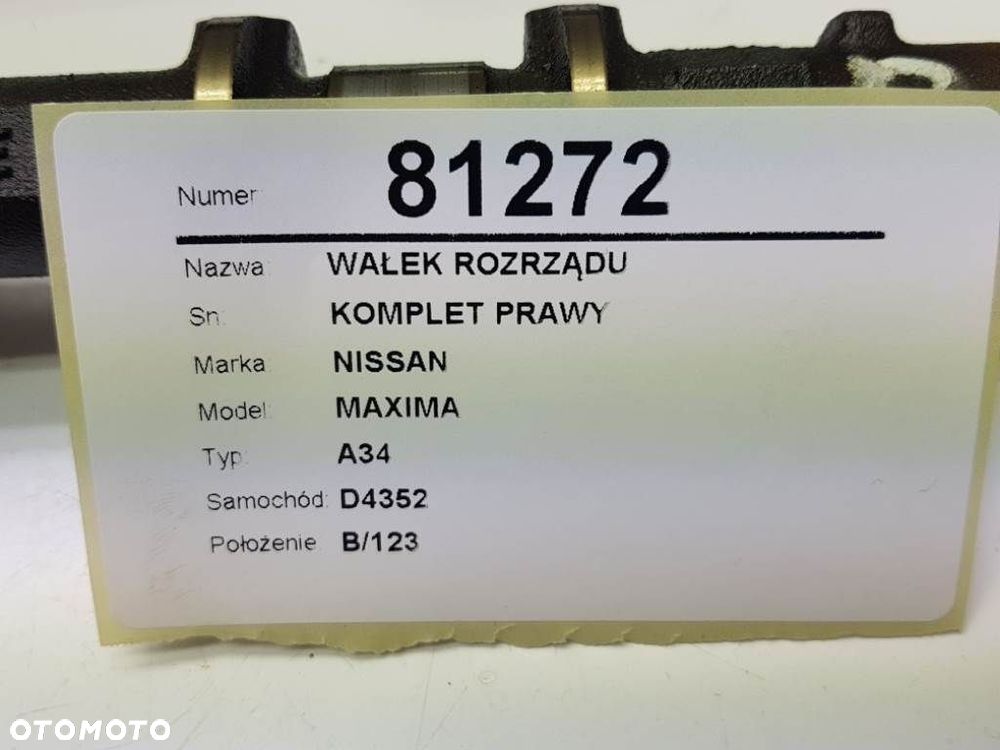 Numer 81272
Nazwa: WAŁEK ROZRZĄDU
Sn: KOMPLET PRAWY
Marka NISSAN
Model: MAXIMA
Typ: A34
Samochód: D4352
Położenie B/123
OTOMOTO